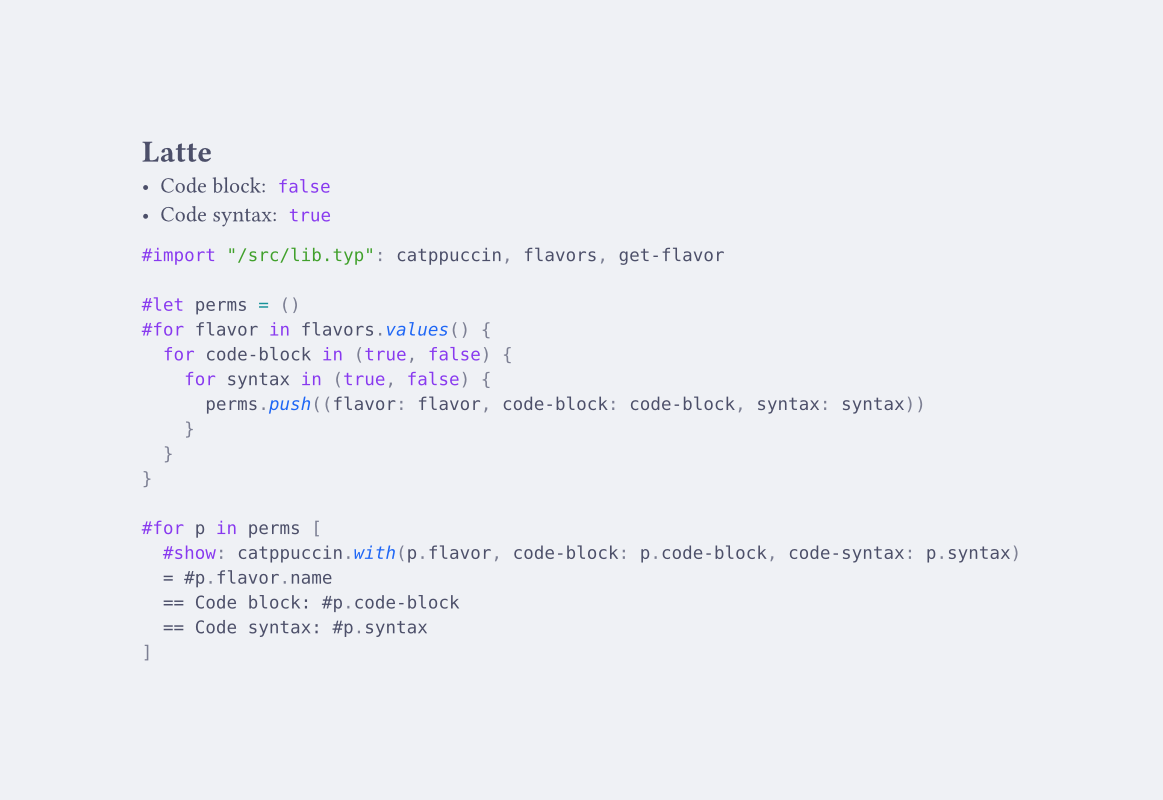 Latte
• Code block: false
• Code syntax: true
#import "/src/lib.typ": catppuccin, flavors, get-flavor

#let perms = ()
#for flavor in flavors.values() {
  for code-block in (true, false) {
    for syntax in (true, false) {
      perms.push((flavor: flavor, code-block: code-block, syntax: syntax))
    }
  }
}

#for p in perms [
  #show: catppuccin.with(p.flavor, code-block: p.code-block, code-syntax: p.syntax)
  = #p.flavor.name
  == Code block: #p.code-block
  == Code syntax: #p.syntax
]